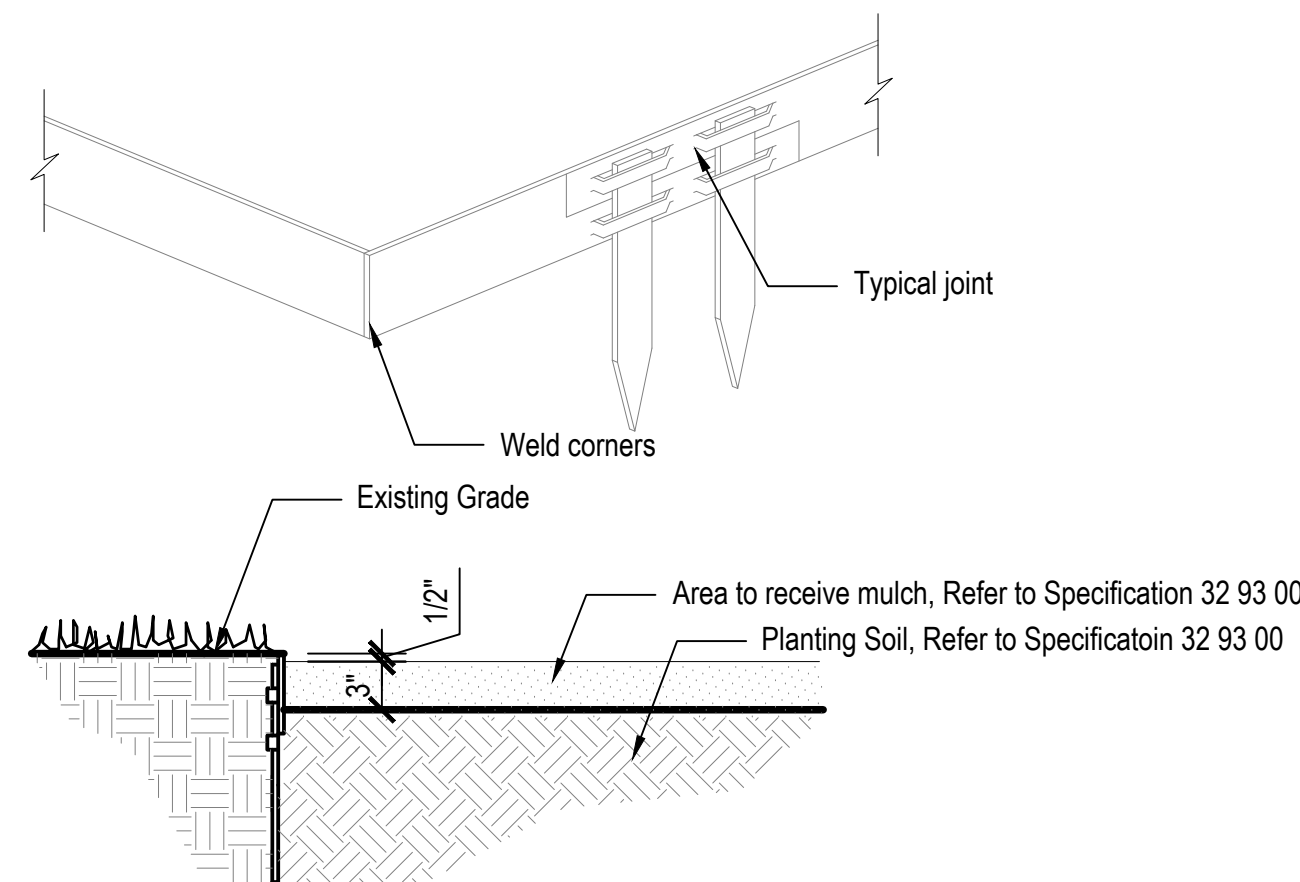 Typical joint
Weld corners
Existing Grade
1/2"
Area to receive mulch, Refer to Specification 32 93 00
Planting Soil, Refer to Specificatoin 32 93 00
3"